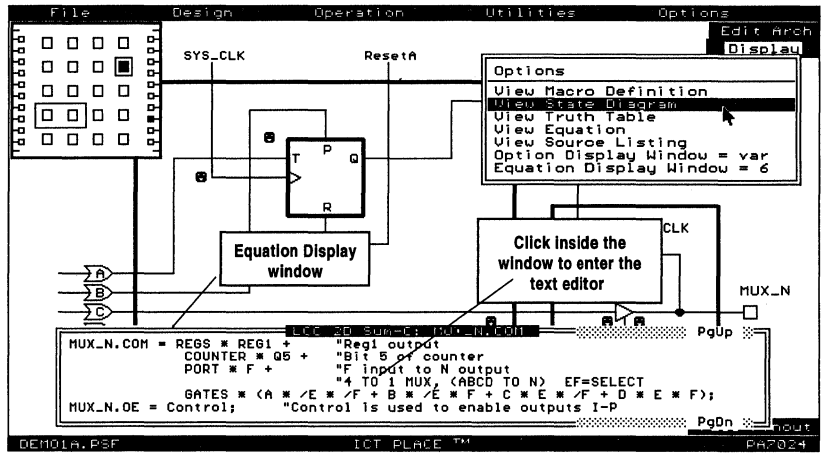 File Design Operation Utilities Options
Edit Arch
Display
SYS_CLK
ResetA
Options
View Macro Definition
View State Diagram
View Truth Table
View Equation
View Source Listing
Option Display Window = var
Equation Display Window = 6
P
T
Q
R
CLK
Equation Display
window
Click inside the
window to enter the
text editor
A
B
C
MUX_N
LCC 2D Sum-C: MUX_N.COM
PgUp
MUX_N.COM = REGS * REG1 + "Reg1 output
COUNTER * Q5 + "Bit 5 of counter
PORT * F + "F input to N output
"4 TO 1 MUX, (ABCD TO N) EF=SELECT
GATES * (A * /E * /F + B * /E * F + C * E * /F + D * E * F);
MUX_N.OE = Control; "Control is used to enable outputs I-P
PgDn
DEMO1A.PSF ICT PLACE ™ PA7024